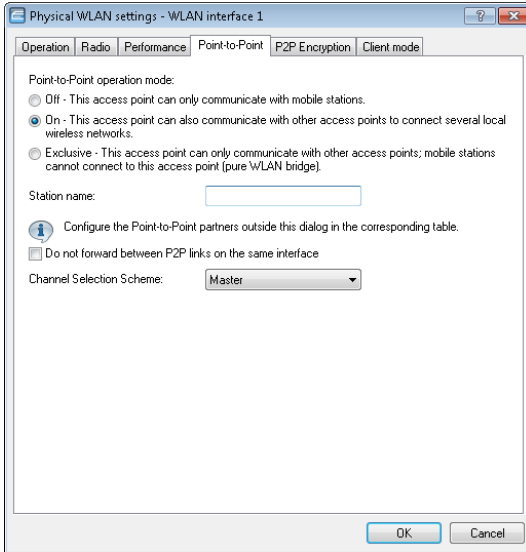 Physical WLAN settings - WLAN interface 1
Operation Radio Performance Point-to-Point P2P Encryption Client mode
Point-to-Point operation mode:
Off - This access point can only communicate with mobile stations.
On - This access point can also communicate with other access points to connect several local
wireless networks.
Exclusive - This access point can only communicate with other access points; mobile stations
cannot connect to this access point (pure WLAN bridge).
Station name:
Configure the Point-to-Point partners outside this dialog in the corresponding table.
Do not forward between P2P links on the same interface
Channel Selection Scheme: Master
OK Cancel